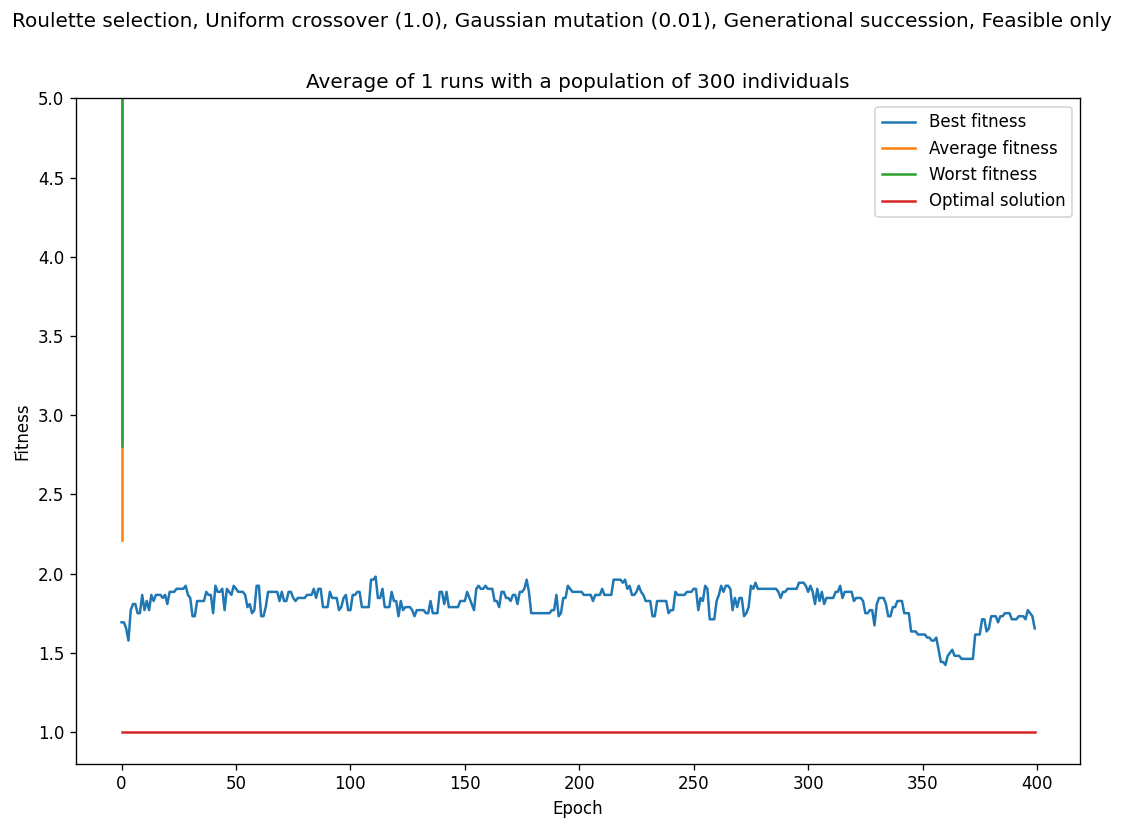 Roulette selection, Uniform crossover (1.0), Gaussian mutation (0.01), Generational succession, Feasible only
Average of 1 runs with a population of 300 individuals
5.0
4.5
4.0
3.5
3.0
2.5
2.0
1.5
1.0
Fitness
Best fitness
Average fitness
Worst fitness
Optimal solution
0
50
100
150
200
250
300
350
400
Epoch